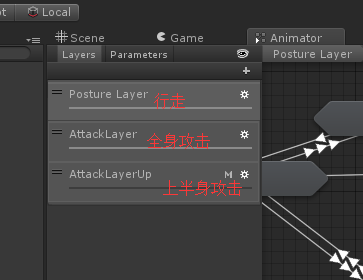 Local
Scene
Game
Animator
Layers
Parameters
Posture Layer
+
Posture Layer
行走
AttackLayer
全身攻击
AttackLayerUp
M
上半身攻击